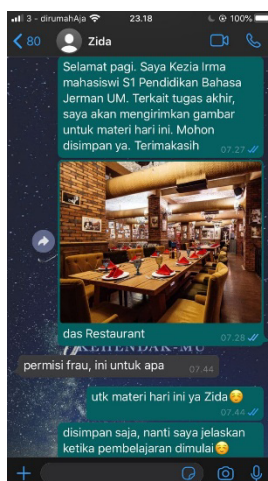 3 - dirumahAja 23.18 100%
80 Zida
Selamat pagi. Saya Kezia Irma
mahasiswi S1 Pendidikan Bahasa
Jerman UM. Terkait tugas akhir,
saya akan mengirimkan gambar
untuk materi hari ini. Mohon
disimpan ya. Terimakasih 07.27
das Restaurant 07.28
KEHENDAK-MU
permisi frau, ini untuk apa 07.44
utk materi hari ini ya Zida
07.44
disimpan saja, nanti saya jelaskan
ketika pembelajaran dimulai